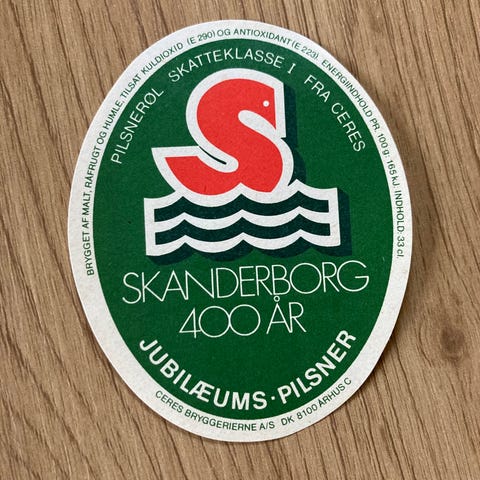 BRYGGET AF MALT, RÅFRUGT OG HUMLE, TILSAT KULDIOXID (E 290) OG ANTIOXIDANT (E 223). ENERGIINDHOLD PR. 100 g: 165 kJ. INDHOLD: 33 cl.
PILSNERØL SKATTEKLASSE I FRA CERES
S
SKANDERBORG
400 ÅR
JUBILÆUMS · PILSNER
CERES BRYGGERIERNE A/S DK 8100 ÅRHUS C